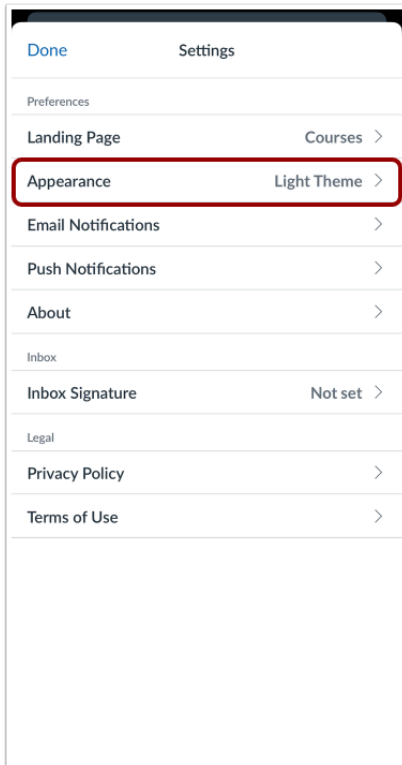 Done Settings
Preferences
Landing Page Courses
Appearance Light Theme
Email Notifications
Push Notifications
About
Inbox
Inbox Signature Not set
Legal
Privacy Policy
Terms of Use